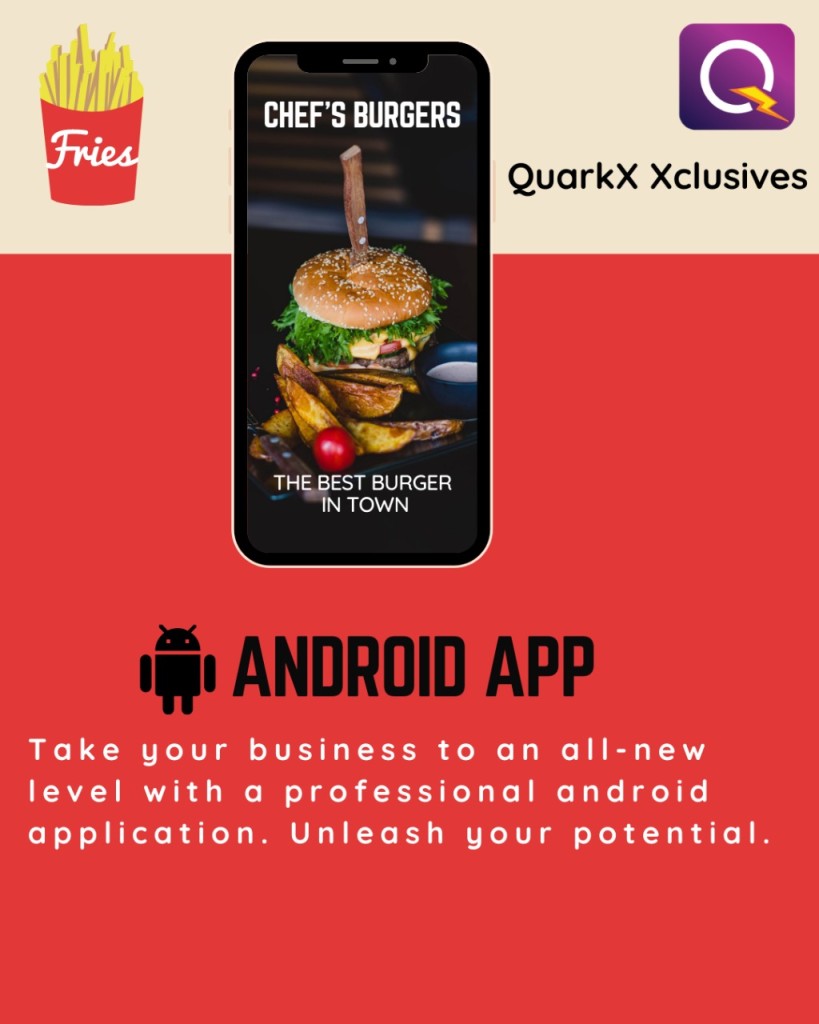 Fries
CHEF'S BURGERS
QuarkX Xclusives
THE BEST BURGER
IN TOWN
ANDROID APP
Take your business to an all-new
level with a professional android
application. Unleash your potential.